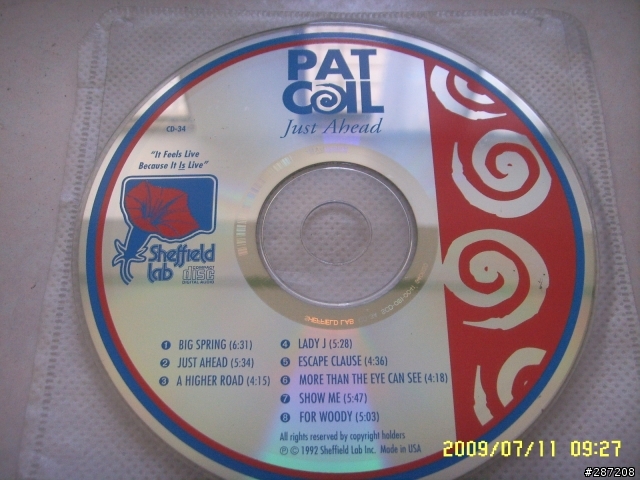 PAT
COIL
Just Ahead
CD-34
"It Feels Live
Because It Is Live"
Sheffield
Lab
COMPACT
disc
DIGITAL AUDIO
1 BIG SPRING (6:31)
2 JUST AHEAD (5:34)
3 A HIGHER ROAD (4:15)
4 LADY J (5:28)
5 ESCAPE CLAUSE (4:36)
6 MORE THAN THE EYE CAN SEE (4:18)
7 SHOW ME (5:47)
8 FOR WOODY (5:03)
All rights reserved by copyright holders
Ⓟ © 1992 Sheffield Lab Inc. Made in USA
2009/07/11 09:27
#287208